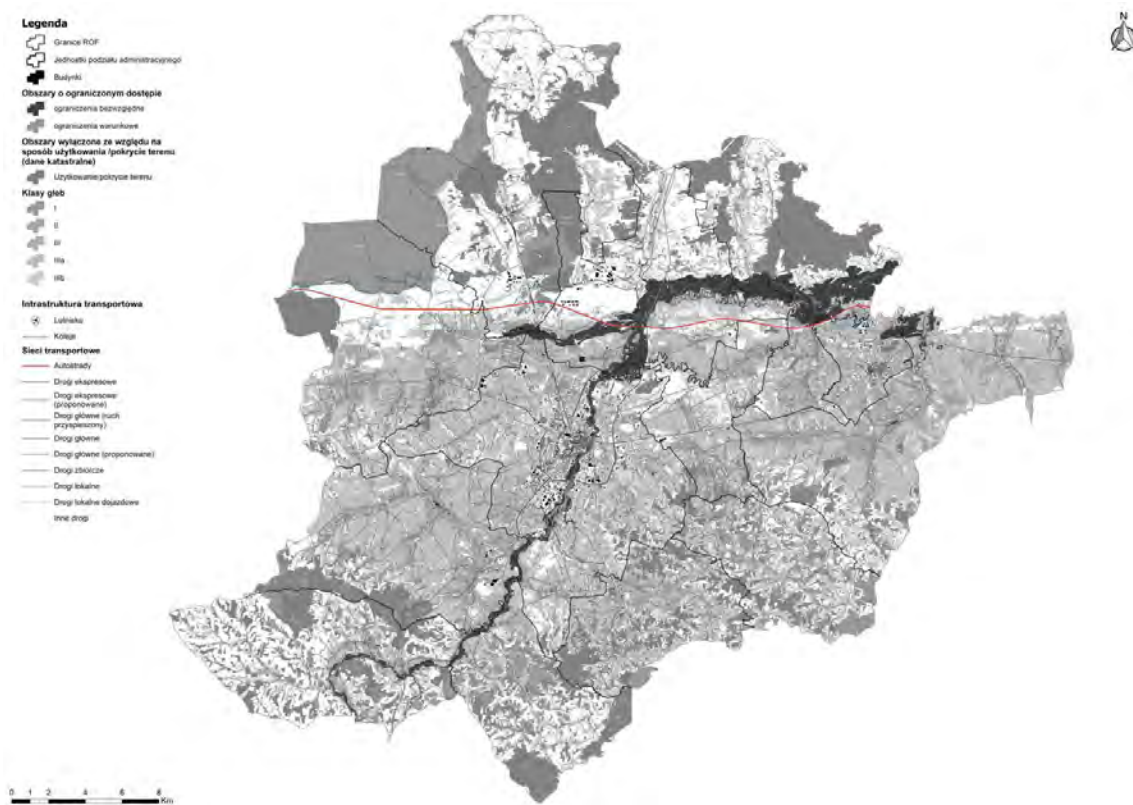 Legenda
Granice ROF
Jednostki podziału administracyjnego
Budynki
Obszary o ograniczonym dostępie
ograniczenia bezwzględne
ograniczenia warunkowe
Obszary wyłączone ze względu na
sposób użytkowania /pokrycie terenu
(dane katastralne)
Użytkowanie/pokrycie terenu
Klasy gleb
I
II
III
IIIa
IIIb
Infrastruktura transportowa
Lotnisko
Koleje
Sieci transportowe
Autostrady
Drogi ekspresowe
Drogi ekspresowe
(proponowane)
Drogi główne (ruch
przyspieszony)
Drogi główne
Drogi główne (proponowane)
Drogi zbiorcze
Drogi lokalne
Drogi lokalne dojazdowe
Inne drogi
N
0 1 2 4 6 8
Km